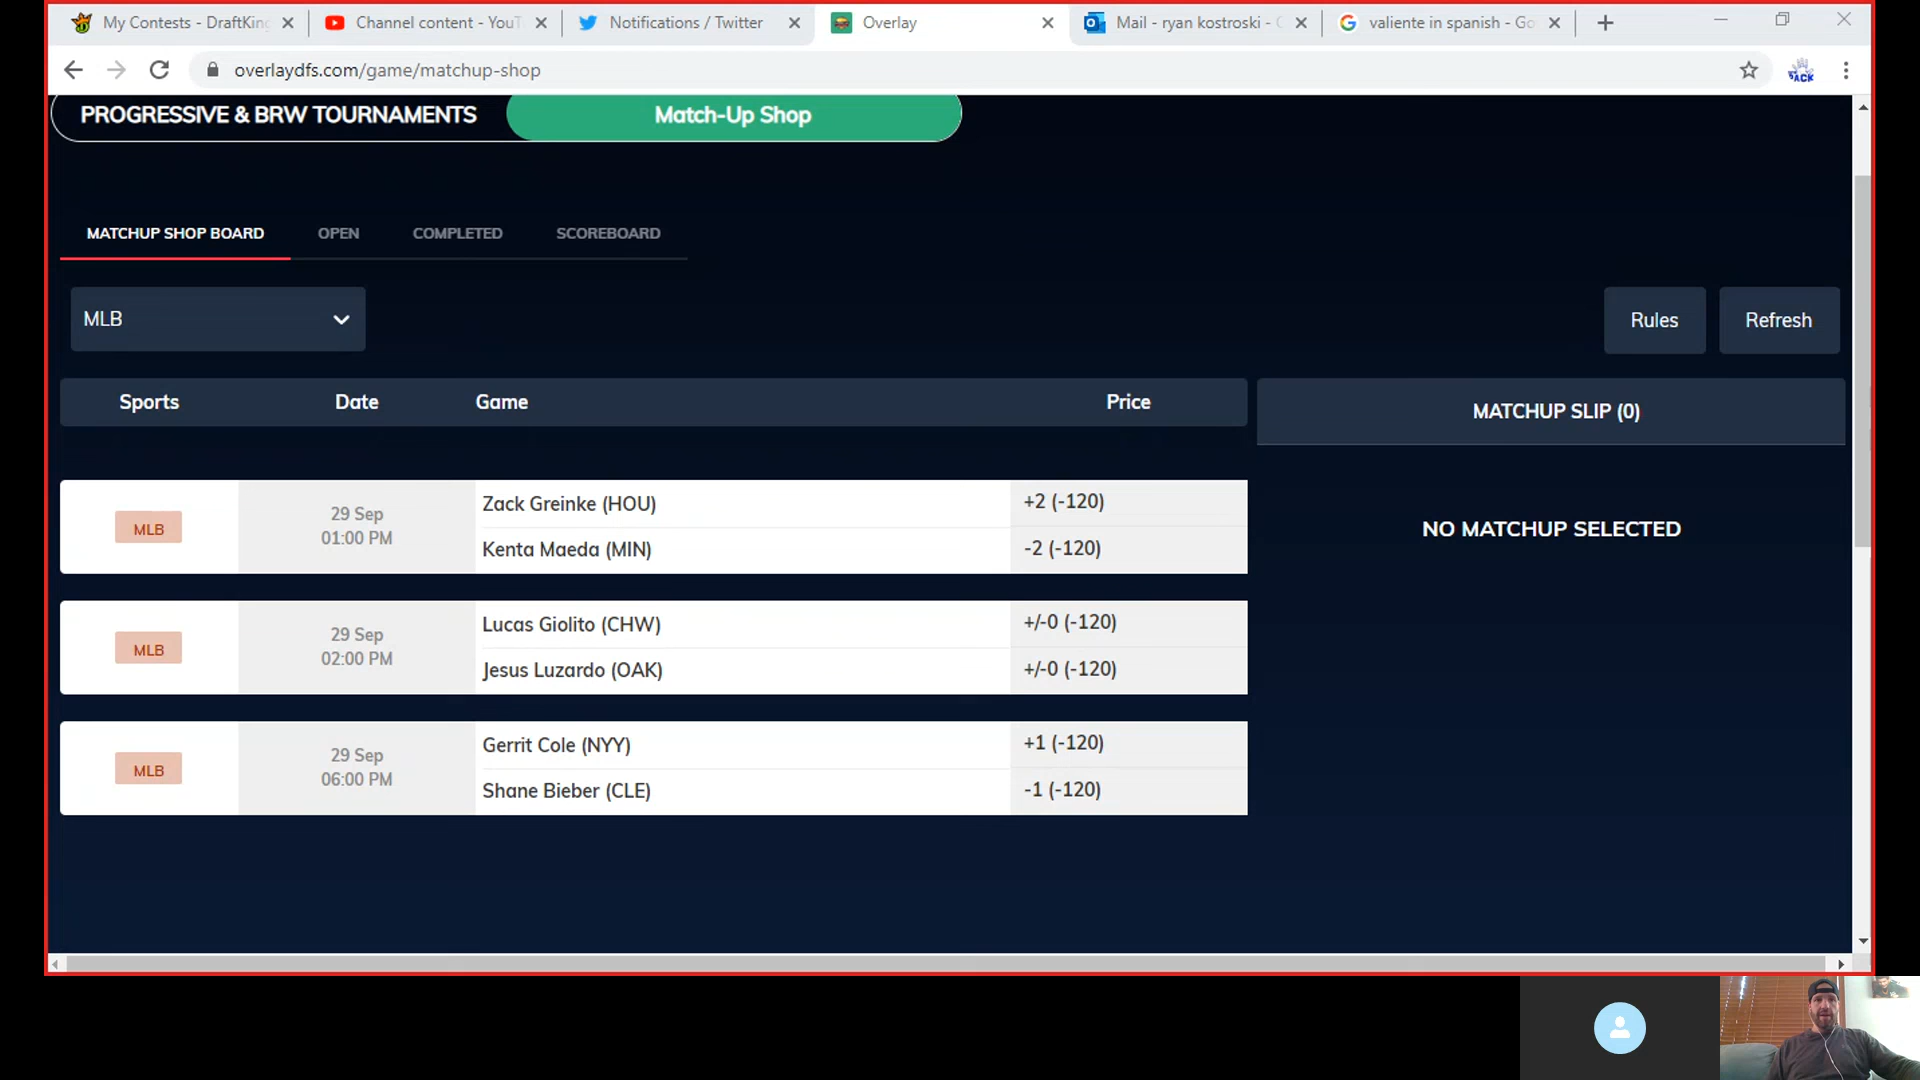 My Contests - DraftKing
Channel content - YouT
Notifications / Twitter
Overlay
Mail - ryan kostroski - O
valiente in spanish - Go
overlaydfs.com/game/matchup-shop
PROGRESSIVE & BRW TOURNAMENTS
Match-Up Shop
MATCHUP SHOP BOARD
OPEN
COMPLETED
SCOREBOARD
MLB
Rules
Refresh
Sports
Date
Game
Price
MATCHUP SLIP (0)
NO MATCHUP SELECTED
MLB
29 Sep
01:00 PM
Zack Greinke (HOU)
+2 (-120)
Kenta Maeda (MIN)
-2 (-120)
MLB
29 Sep
02:00 PM
Lucas Giolito (CHW)
+/-0 (-120)
Jesus Luzardo (OAK)
+/-0 (-120)
MLB
29 Sep
06:00 PM
Gerrit Cole (NYY)
+1 (-120)
Shane Bieber (CLE)
-1 (-120)